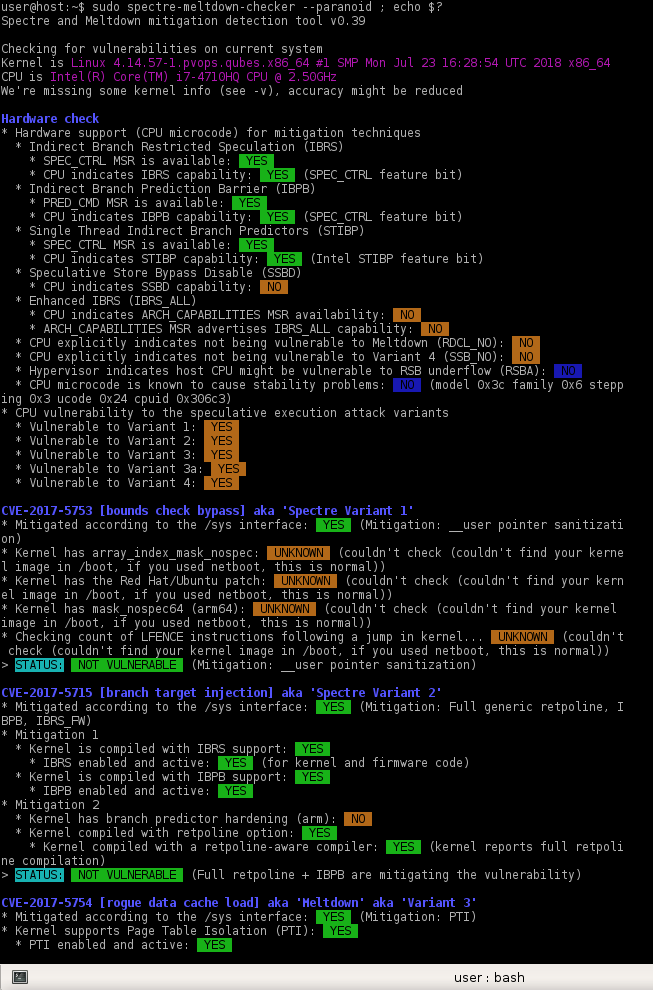 user@host:~$ sudo spectre-meltdown-checker --paranoid ; echo $?
Spectre and Meltdown mitigation detection tool v0.39

Checking for vulnerabilities on current system
Kernel is Linux 4.14.57-1.pvops.qubes.x86_64 #1 SMP Mon Jul 23 16:28:54 UTC 2018 x86_64
CPU is Intel(R) Core(TM) i7-4710HQ CPU @ 2.50GHz
We're missing some kernel info (see -v), accuracy might be reduced

Hardware check
* Hardware support (CPU microcode) for mitigation techniques
  * Indirect Branch Restricted Speculation (IBRS)
    * SPEC_CTRL MSR is available: YES
    * CPU indicates IBRS capability: YES (SPEC_CTRL feature bit)
  * Indirect Branch Prediction Barrier (IBPB)
    * PRED_CMD MSR is available: YES
    * CPU indicates IBPB capability: YES (SPEC_CTRL feature bit)
  * Single Thread Indirect Branch Predictors (STIBP)
    * SPEC_CTRL MSR is available: YES
    * CPU indicates STIBP capability: YES (Intel STIBP feature bit)
  * Speculative Store Bypass Disable (SSBD)
    * CPU indicates SSBD capability: NO
  * Enhanced IBRS (IBRS_ALL)
    * CPU indicates ARCH_CAPABILITIES MSR availability: NO
    * ARCH_CAPABILITIES MSR advertises IBRS_ALL capability: NO
  * CPU explicitly indicates not being vulnerable to Meltdown (RDCL_NO): NO
  * CPU explicitly indicates not being vulnerable to Variant 4 (SSB_NO): NO
  * Hypervisor indicates host CPU might be vulnerable to RSB underflow (RSBA): NO
  * CPU microcode is known to cause stability problems: NO (model 0x3c family 0x6 stepp
ing 0x3 ucode 0x24 cpuid 0x306c3)
* CPU vulnerability to the speculative execution attack variants
  * Vulnerable to Variant 1: YES
  * Vulnerable to Variant 2: YES
  * Vulnerable to Variant 3: YES
  * Vulnerable to Variant 3a: YES
  * Vulnerable to Variant 4: YES

CVE-2017-5753 [bounds check bypass] aka 'Spectre Variant 1'
* Mitigated according to the /sys interface: YES (Mitigation: __user pointer sanitizati
on)
* Kernel has array_index_mask_nospec: UNKNOWN (couldn't check (couldn't find your kerne
l image in /boot, if you used netboot, this is normal))
* Kernel has the Red Hat/Ubuntu patch: UNKNOWN (couldn't check (couldn't find your kern
el image in /boot, if you used netboot, this is normal))
* Kernel has mask_nospec64 (arm64): UNKNOWN (couldn't check (couldn't find your kernel 
image in /boot, if you used netboot, this is normal))
* Checking count of LFENCE instructions following a jump in kernel... UNKNOWN (couldn't
 check (couldn't find your kernel image in /boot, if you used netboot, this is normal))
> STATUS: NOT VULNERABLE (Mitigation: __user pointer sanitization)

CVE-2017-5715 [branch target injection] aka 'Spectre Variant 2'
* Mitigated according to the /sys interface: YES (Mitigation: Full generic retpoline, I
BPB, IBRS_FW)
* Mitigation 1
  * Kernel is compiled with IBRS support: YES
    * IBRS enabled and active: YES (for kernel and firmware code)
  * Kernel is compiled with IBPB support: YES
    * IBPB enabled and active: YES
* Mitigation 2
  * Kernel has branch predictor hardening (arm): NO
  * Kernel compiled with retpoline option: YES
    * Kernel compiled with a retpoline-aware compiler: YES (kernel reports full retpoli
ne compilation)
> STATUS: NOT VULNERABLE (Full retpoline + IBPB are mitigating the vulnerability)

CVE-2017-5754 [rogue data cache load] aka 'Meltdown' aka 'Variant 3'
* Mitigated according to the /sys interface: YES (Mitigation: PTI)
* Kernel supports Page Table Isolation (PTI): YES
  * PTI enabled and active: YES
user : bash